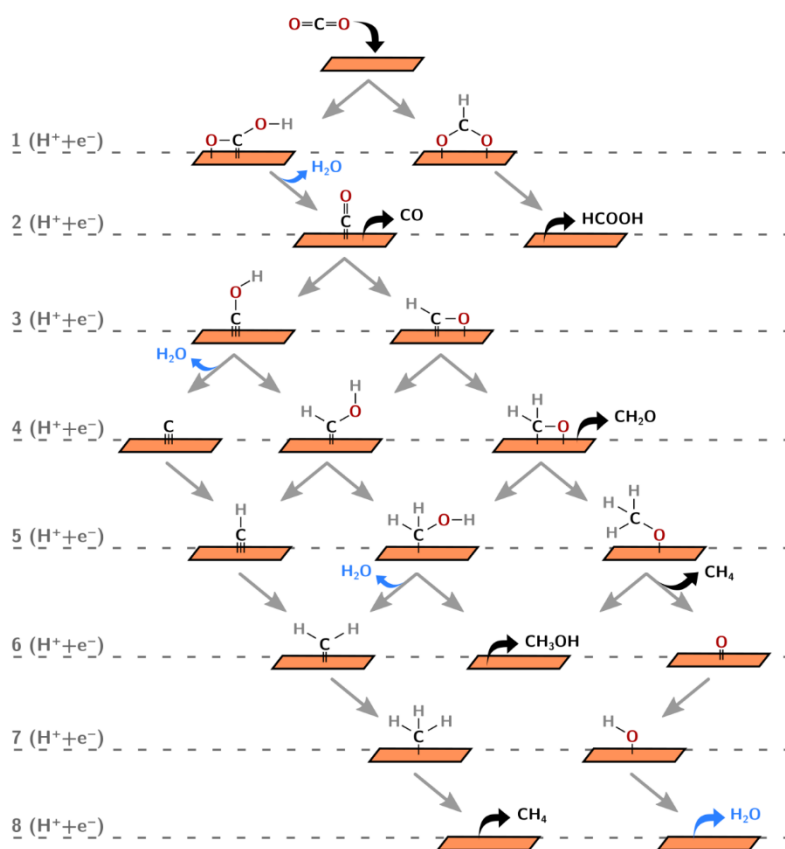 O=C=O
H
O–C O–H C
1 (H⁺+e⁻) O O
H₂O
O
C CO HCOOH
2 (H⁺+e⁻)
H
O H
C C–O
3 (H⁺+e⁻)
H₂O
H
H O H H
C C C–O CH₂O
4 (H⁺+e⁻)
H H H
C H C O–H H C
H O
5 (H⁺+e⁻)
H₂O CH₄
H H
C CH₃OH O
6 (H⁺+e⁻)
H
H C H H O
7 (H⁺+e⁻)
CH₄ H₂O
8 (H⁺+e⁻)